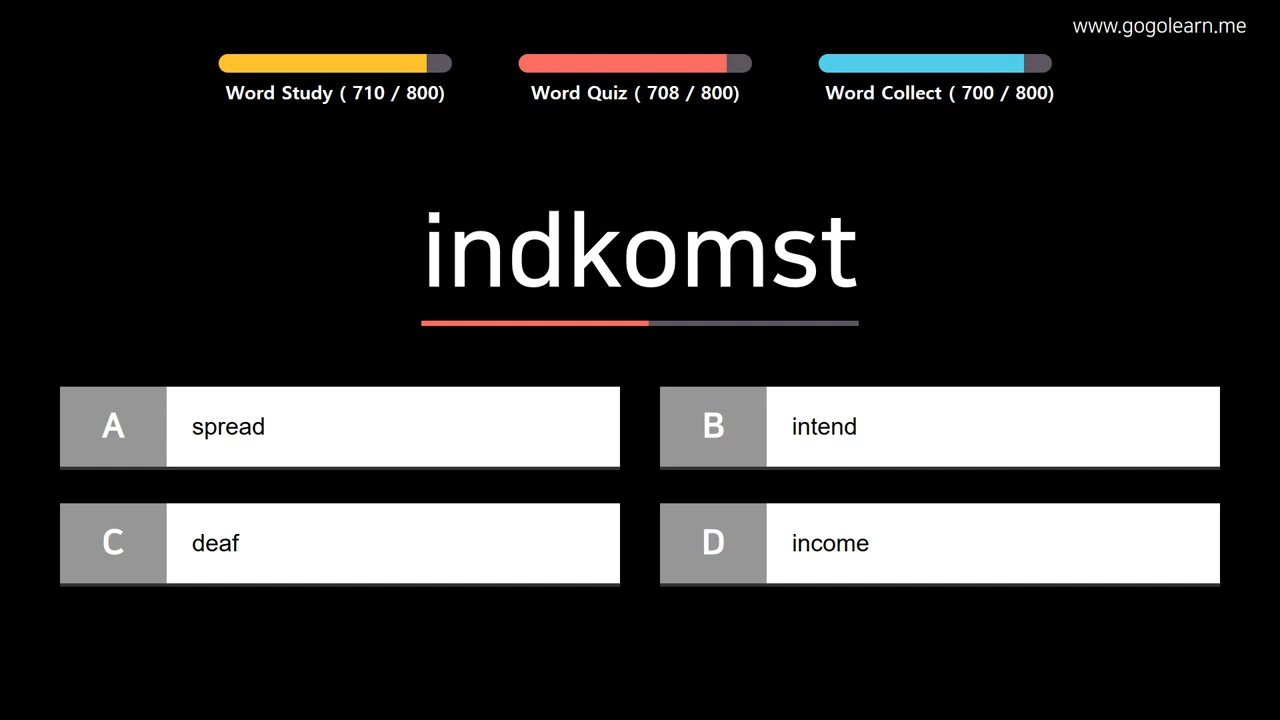 www.gogolearn.me
Word Study ( 710 / 800)
Word Quiz ( 708 / 800)
Word Collect ( 700 / 800)
indkomst
A spread
B intend
C deaf
D income